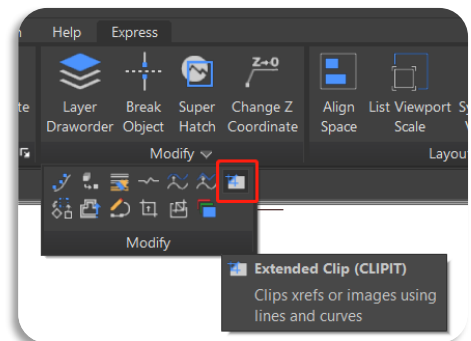 Help Express
Z→0
Layer Break Super Change Z Align List Viewport
Draworder Object Hatch Coordinate Space Scale
Modify
Modify
Extended Clip (CLIPIT)
Clips xrefs or images using
lines and curves